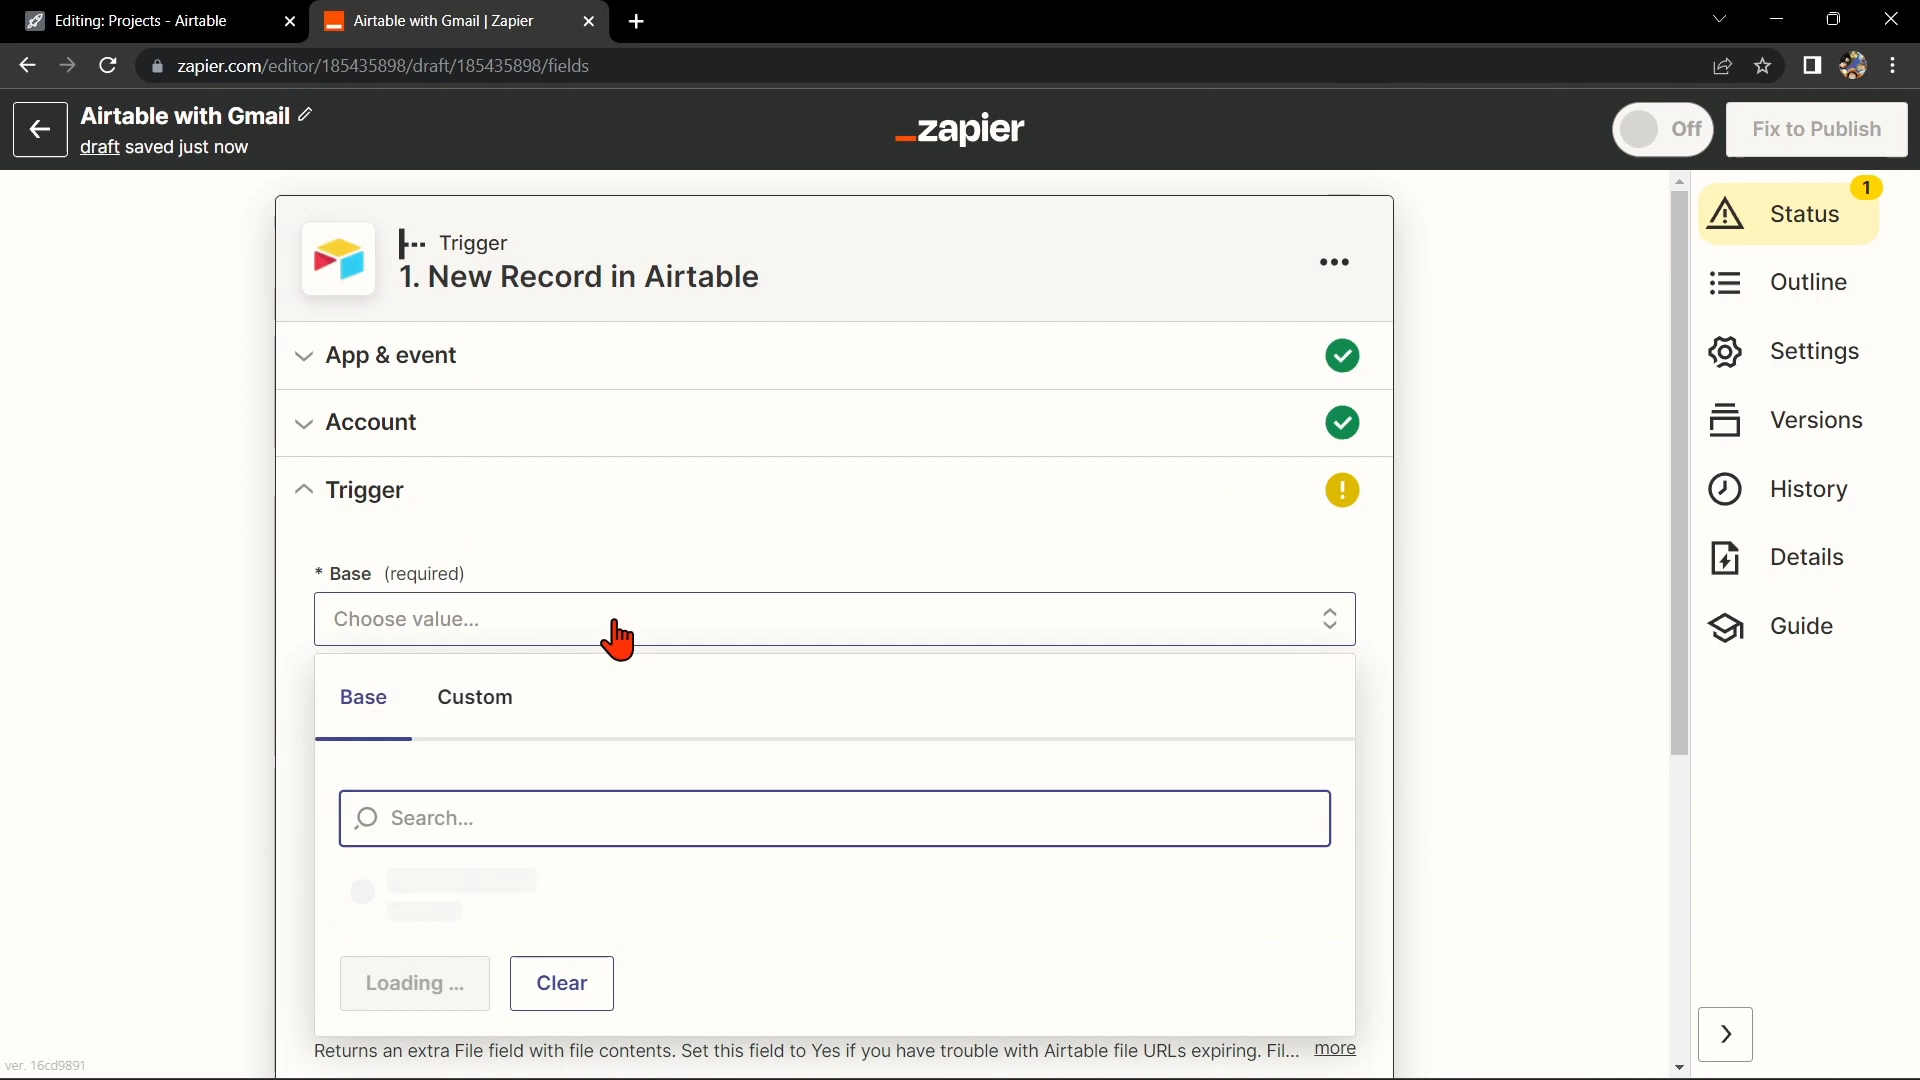 Editing: Projects - Airtable
Airtable with Gmail | Zapier
zapier.com/editor/185435898/draft/185435898/fields
Airtable with Gmail
draft saved just now
_zapier
Off
Fix to Publish
1
Status
Outline
Settings
Versions
History
Details
Guide
Trigger
1. New Record in Airtable
App & event
Account
Trigger
* Base (required)
Choose value...
Base
Custom
Search...
Loading ...
Clear
Returns an extra File field with file contents. Set this field to Yes if you have trouble with Airtable file URLs expiring. Fil... more
ver. 16cd9891